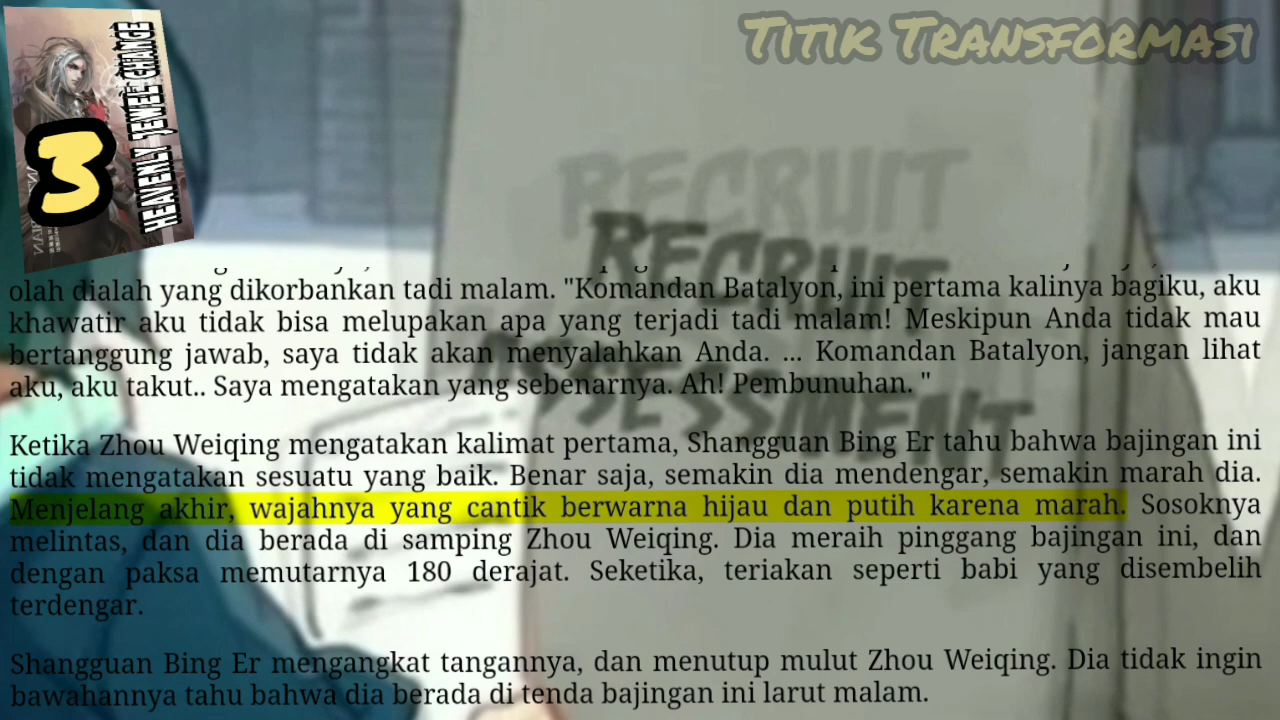 Titik Transformasi
HEAVENLY JEWEL CHANGE
3
RECRUIT
RECRUIT
ASSESSMENT
olah dialah yang dikorbankan tadi malam. "Komandan Batalyon, ini pertama kalinya bagiku, aku
khawatir aku tidak bisa melupakan apa yang terjadi tadi malam! Meskipun Anda tidak mau
bertanggung jawab, saya tidak akan menyalahkan Anda. ... Komandan Batalyon, jangan lihat
aku, aku takut.. Saya mengatakan yang sebenarnya. Ah! Pembunuhan. "
Ketika Zhou Weiqing mengatakan kalimat pertama, Shangguan Bing Er tahu bahwa bajingan ini
tidak mengatakan sesuatu yang baik. Benar saja, semakin dia mendengar, semakin marah dia.
Menjelang akhir, wajahnya yang cantik berwarna hijau dan putih karena marah. Sosoknya
melintas, dan dia berada di samping Zhou Weiqing. Dia meraih pinggang bajingan ini, dan
dengan paksa memutarnya 180 derajat. Seketika, teriakan seperti babi yang disembelih
terdengar.
Shangguan Bing Er mengangkat tangannya, dan menutup mulut Zhou Weiqing. Dia tidak ingin
bawahannya tahu bahwa dia berada di tenda bajingan ini larut malam.